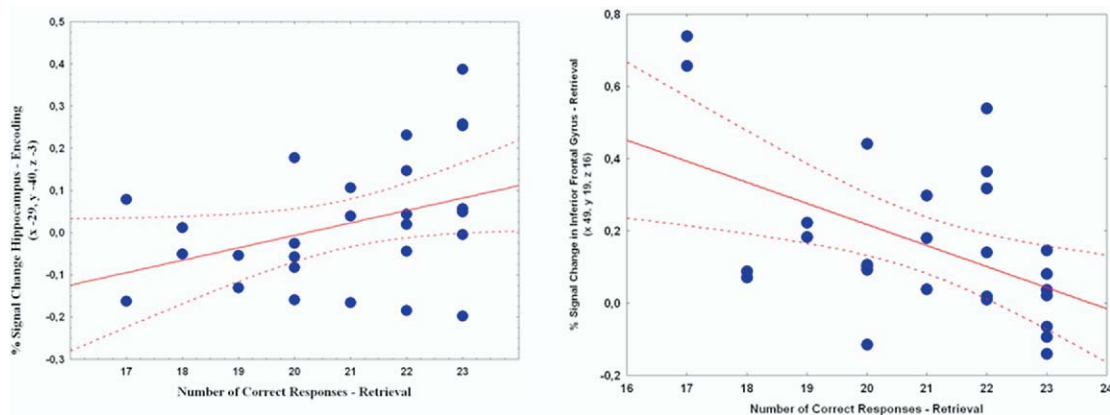 % Signal Change Hippocampus - Encoding
(x -29, y -40, z -3)
0,5
0,4
0,3
0,2
0,1
0,0
-0,1
-0,2
-0,3
17 18 19 20 21 22 23
Number of Correct Responses - Retrieval
% Signal Change in Inferior Frontal Gyrus - Retrieval
(x 49, y 19, z 16)
0,8
0,6
0,4
0,2
0,0
-0,2
16 17 18 19 20 21 22 23 24
Number of Correct Responses - Retrieval